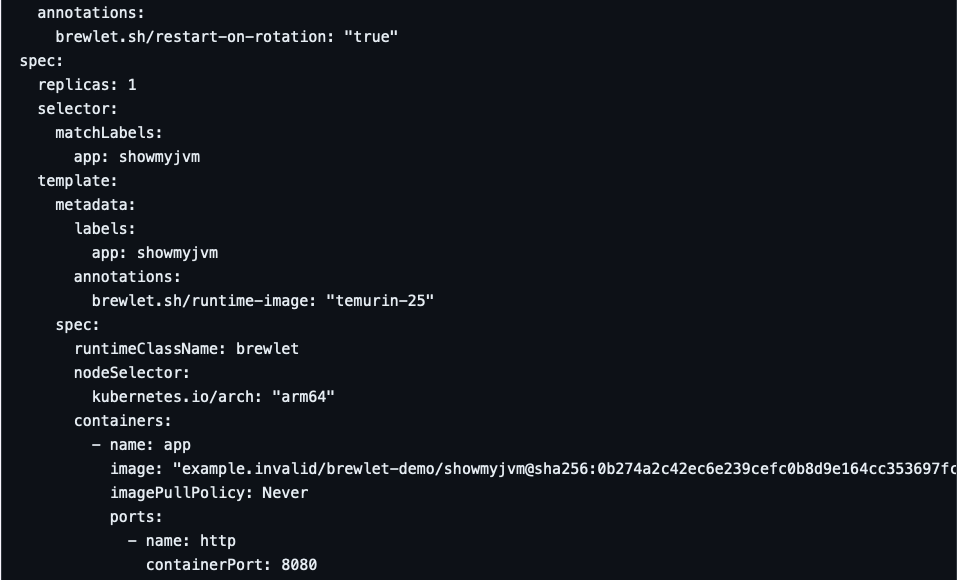 annotations:
brewlet.sh/restart-on-rotation: "true"
spec:
replicas: 1
selector:
matchLabels:
app: showmyjvm
template:
metadata:
labels:
app: showmyjvm
annotations:
brewlet.sh/runtime-image: "temurin-25"
spec:
runtimeClassName: brewlet
nodeSelector:
kubernetes.io/arch: "arm64"
containers:
- name: app
image: "example.invalid/brewlet-demo/showmyjvm@sha256:0b274a2c42ec6e239cefc0b8d9e164cc353697fc
imagePullPolicy: Never
ports:
- name: http
containerPort: 8080